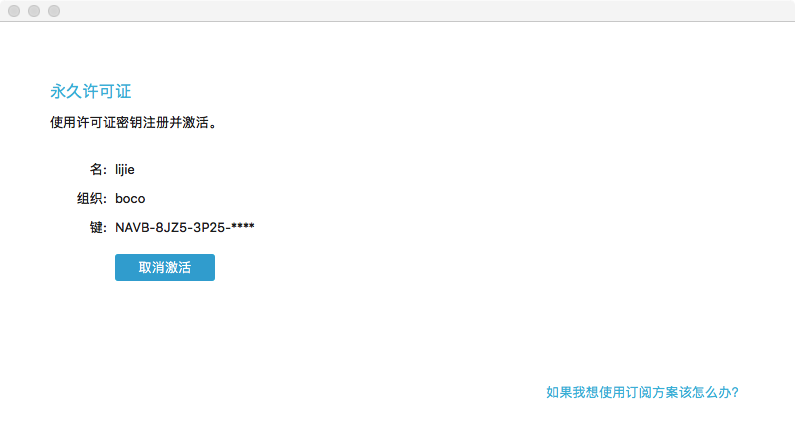 永久许可证
使用许可证密钥注册并激活。
名: lijie
组织: boco
键: NAVB-8JZ5-3P25-****
取消激活
如果我想使用订阅方案该怎么办?